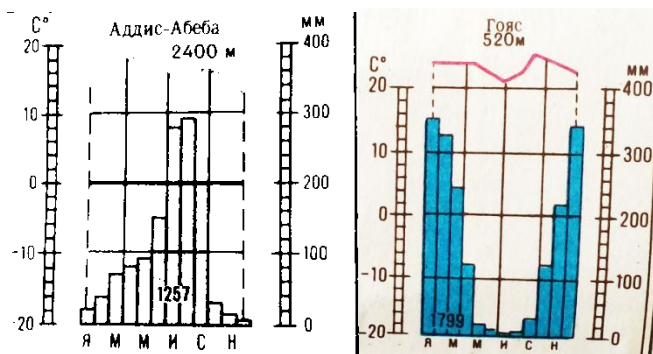 С° Аддис-Абеба мм
2400 м
20 400
10 300
0 200
-10 100
1257
-20 0
Я М М И С Н
Гояс
520м
С° мм
20 400
10 300
0 200
-10 100
1799
-20 0
Я М М И С Н